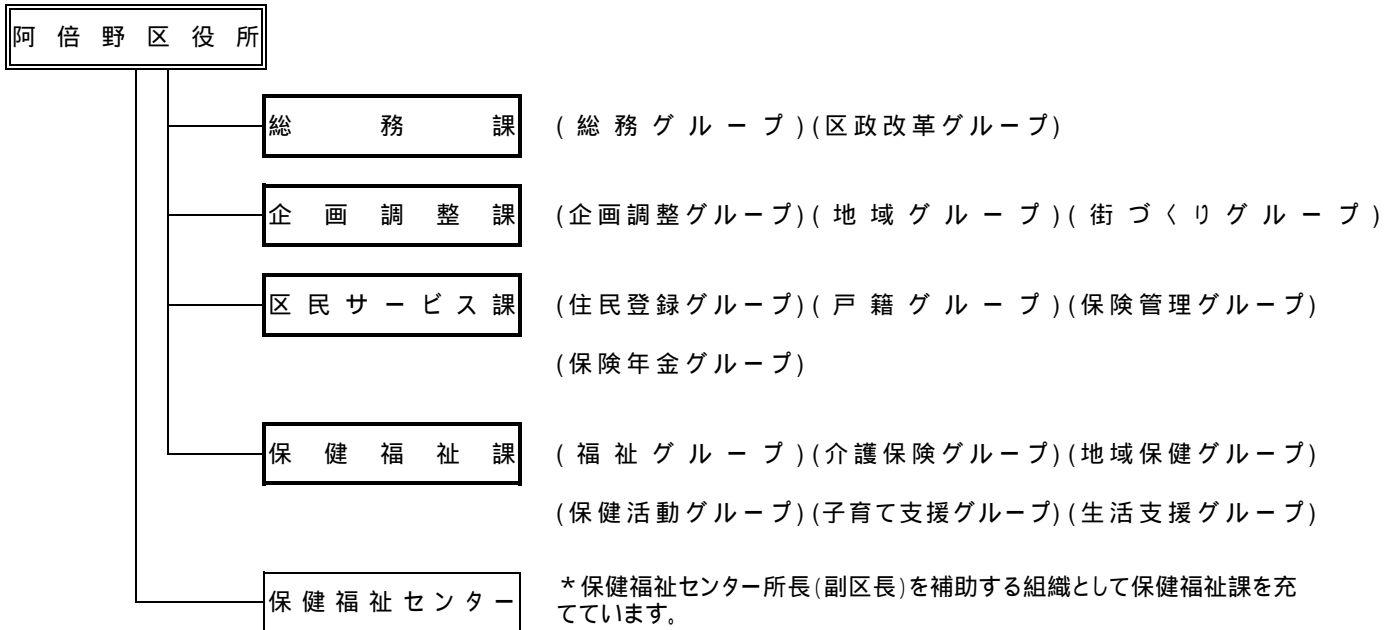 阿倍野区役所
総務課 (総務グループ)(区政改革グループ)
企画調整課 (企画調整グループ)(地域グループ)(街づくりグループ)
区民サービス課 (住民登録グループ)(戸籍グループ)(保険管理グループ)
(保険年金グループ)
保健福祉課 (福祉グループ)(介護保険グループ)(地域保健グループ)
(保健活動グループ)(子育て支援グループ)(生活支援グループ)
保健福祉センター
*保健福祉センター所長(副区長)を補助する組織として保健福祉課を充
てています。